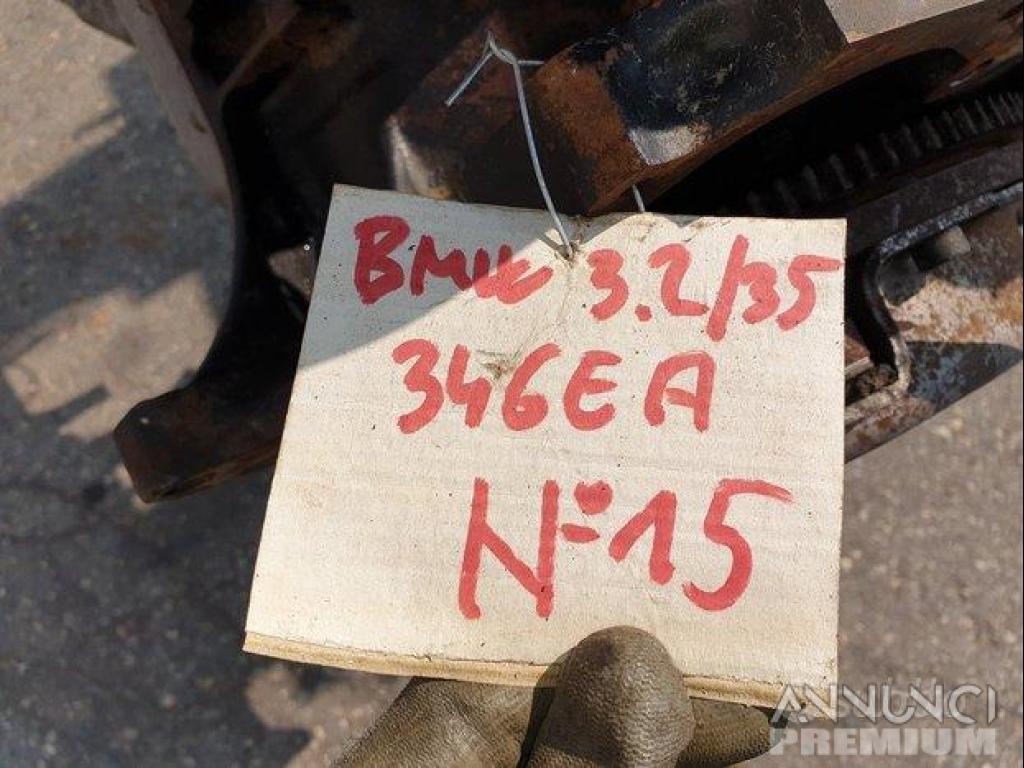 BMW 3.2/35
346EA
N°15
ANNUNCI
PREMIUM